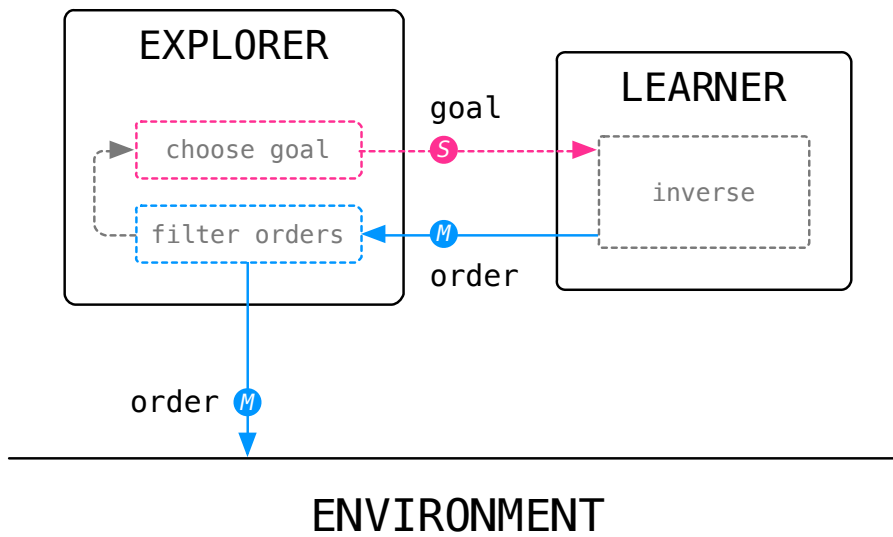 EXPLORER
LEARNER
goal
choose goal
S
inverse
filter orders
M
order
order
M
ENVIRONMENT